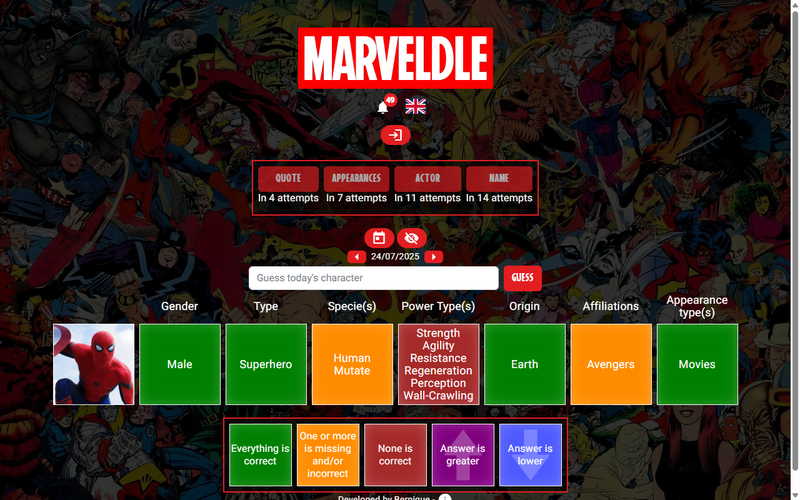 MARVELDLE
49
QUOTE APPEARANCES ACTOR NAME
In 4 attempts In 7 attempts In 11 attempts In 14 attempts
24/07/2025
Guess today's character GUESS
Gender Type Specie(s) Power Type(s) Origin Affiliations Appearance
type(s)
Male
Superhero
Human
Mutate
Strength
Agility
Resistance
Regeneration
Perception
Wall-Crawling
Earth
Avengers
Movies
Everything is
correct
One or more
is missing
and/or
incorrect
None is
correct
Answer is
greater
Answer is
lower
Developed by Bernique -